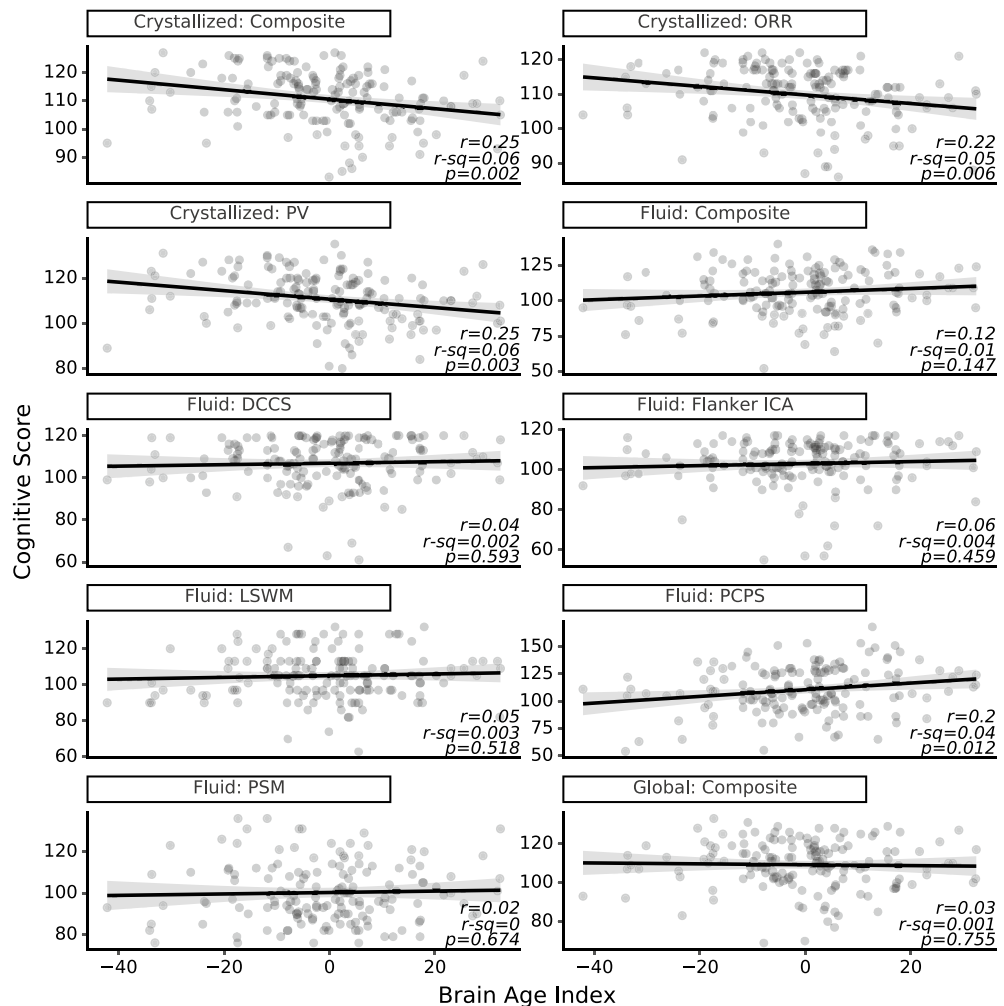 Crystallized: Composite
Crystallized: ORR
120
110
100
90
r=0.25
r-sq=0.06
p=0.002
120
110
100
90
r=0.22
r-sq=0.05
p=0.006
Crystallized: PV
Fluid: Composite
120
100
80
r=0.25
r-sq=0.06
p=0.003
125
100
75
50
r=0.12
r-sq=0.01
p=0.147
Cognitive Score
Fluid: DCCS
Fluid: Flanker ICA
120
100
80
60
r=0.04
r-sq=0.002
p=0.593
120
100
80
60
r=0.06
r-sq=0.004
p=0.459
Fluid: LSWM
Fluid: PCPS
120
100
80
60
r=0.05
r-sq=0.003
p=0.518
150
125
100
75
50
r=0.2
r-sq=0.04
p=0.012
Fluid: PSM
Global: Composite
120
100
80
r=0.02
r-sq=0
p=0.674
120
100
80
r=0.03
r-sq=0.001
p=0.755
−40 −20 0 20
−40 −20 0 20
Brain Age Index